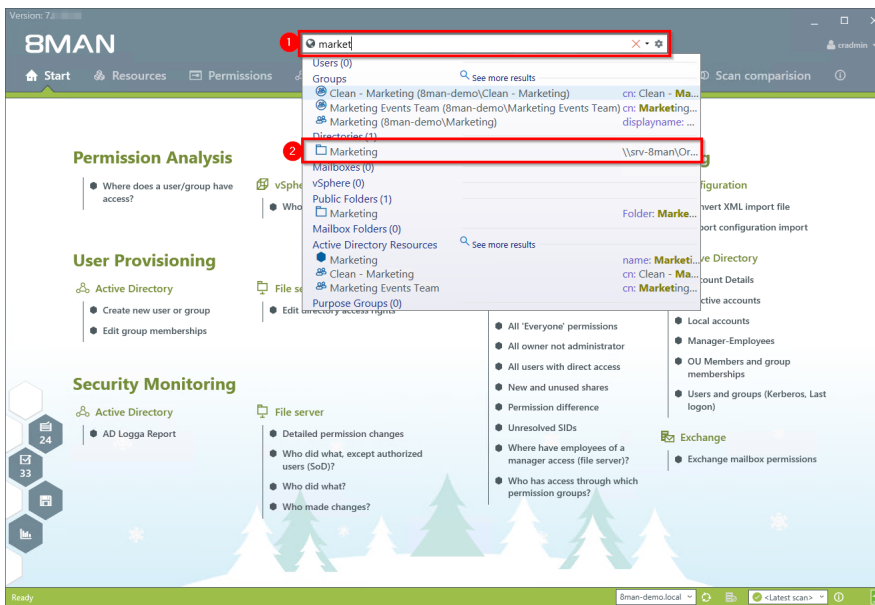 Version: 7.
8MAN
1
market
cradmin
Start
Resources
Permissions
Scan comparision
Users (0)
Groups
See more results
Clean - Marketing (8man-demo\Clean - Marketing)
cn: Clean - Ma...
Marketing Events Team (8man-demo\Marketing Events Team)
cn: Marketing...
Marketing (8man-demo\Marketing)
displayname: ...
Directories (1)
2
Marketing
\\srv-8man\Or...
Mailboxes (0)
vSphere (0)
Public Folders (1)
Marketing
Folder: Marke...
Mailbox Folders (0)
Active Directory Resources
See more results
Marketing
name: Marketi...
Clean - Marketing
cn: Clean - Ma...
Marketing Events Team
cn: Marketing...
Purpose Groups (0)
Permission Analysis
Where does a user/group have
access?
vSphe
Who
User Provisioning
Active Directory
Create new user or group
Edit group memberships
File se
Edit directory access rights
Security Monitoring
Active Directory
AD Logga Report
File server
Detailed permission changes
Who did what, except authorized
users (SoD)?
Who did what?
Who made changes?
All 'Everyone' permissions
All owner not administrator
All users with direct access
New and unused shares
Permission difference
Unresolved SIDs
Where have employees of a
manager access (file server)?
Who has access through which
permission groups?
g
figuration
nvert XML import file
port configuration import
ve Directory
count Details
ctive accounts
Local accounts
Manager-Employees
OU Members and group
memberships
Users and groups (Kerberos, Last
logon)
Exchange
Exchange mailbox permissions
24
33
Ready
8man-demo.local
<Latest scan>